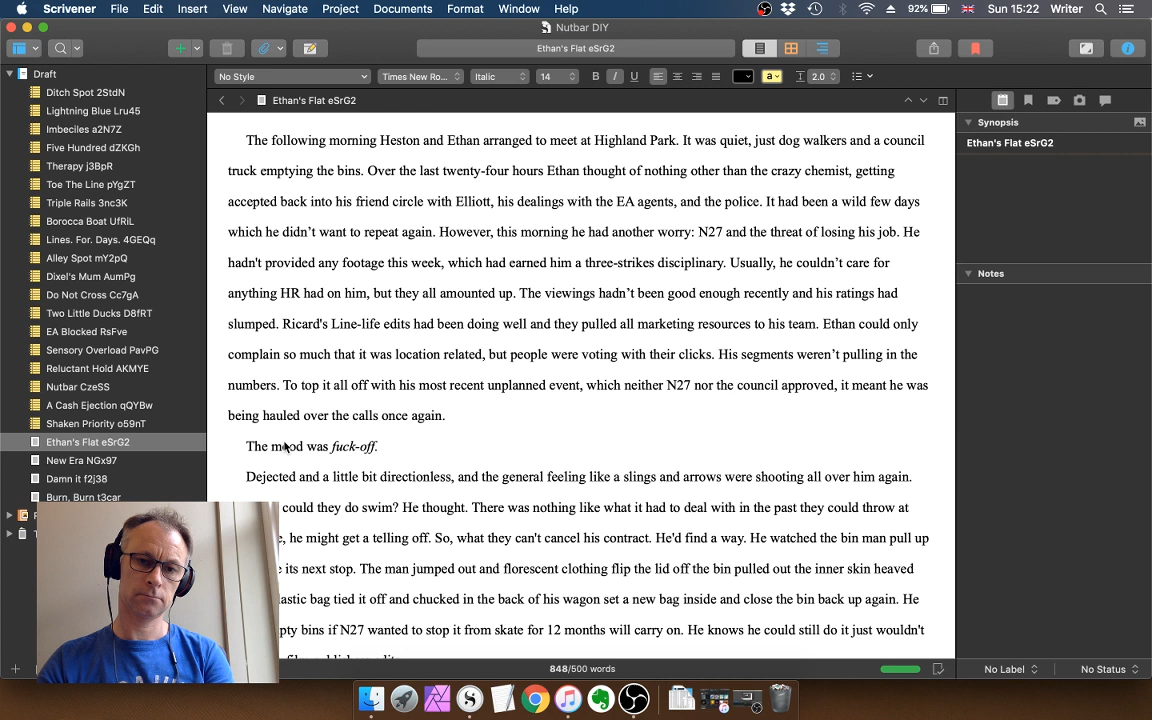 Scrivener File Edit Insert View Navigate Project Documents Format Window Help 92% Sun 15:22 Writer
Nutbar DIY
Ethan's Flat eSrG2
No Style Times New Ro... Italic 14 B I U a 2.0
Draft
Ditch Spot 2StdN
Lightning Blue Lru45
Imbeciles a2N7Z
Five Hundred dZKGh
Therapy j3BpR
Toe The Line pYgZT
Triple Rails 3nc3K
Borocca Boat UfRiL
Lines. For. Days. 4GEQq
Alley Spot mY2pQ
Dixel's Mum AumPg
Do Not Cross Cc7gA
Two Little Ducks D8fRT
EA Blocked RsFve
Sensory Overload PavPG
Reluctant Hold AKMYE
Nutbar CzeSS
A Cash Ejection qQYBw
Shaken Priority o59nT
Ethan's Flat eSrG2
New Era NGx97
Damn it f2j38
Burn, Burn t3car
Ethan's Flat eSrG2
The following morning Heston and Ethan arranged to meet at Highland Park. It was quiet, just dog walkers and a council
truck emptying the bins. Over the last twenty-four hours Ethan thought of nothing other than the crazy chemist, getting
accepted back into his friend circle with Elliott, his dealings with the EA agents, and the police. It had been a wild few days
which he didn't want to repeat again. However, this morning he had another worry: N27 and the threat of losing his job. He
hadn't provided any footage this week, which had earned him a three-strikes disciplinary. Usually, he couldn't care for
anything HR had on him, but they all amounted up. The viewings hadn't been good enough recently and his ratings had
slumped. Ricard's Line-life edits had been doing well and they pulled all marketing resources to his team. Ethan could only
complain so much that it was location related, but people were voting with their clicks. His segments weren't pulling in the
numbers. To top it all off with his most recent unplanned event, which neither N27 nor the council approved, it meant he was
being hauled over the calls once again.
The mood was fuck-off.
Dejected and a little bit directionless, and the general feeling like a slings and arrows were shooting all over him again.
could they do swim? He thought. There was nothing like what it had to deal with in the past they could throw at
, he might get a telling off. So, what they can't cancel his contract. He'd find a way. He watched the bin man pull up
its next stop. The man jumped out and florescent clothing flip the lid off the bin pulled out the inner skin heaved
lastic bag tied it off and chucked in the back of his wagon set a new bag inside and close the bin back up again. He
pty bins if N27 wanted to stop it from skate for 12 months will carry on. He knows he could still do it just wouldn't
848/500 words
Synopsis
Ethan's Flat eSrG2
Notes
No Label No Status